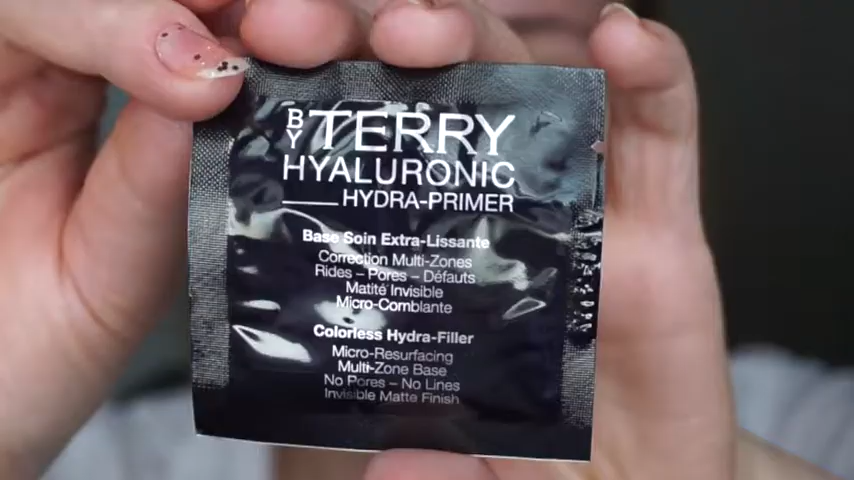 BY TERRY
HYALURONIC
HYDRA-PRIMER
Base Soin Extra-Lissante
Correction Multi-Zones
Rides – Pores – Défauts
Matité Invisible
Micro-Comblante
Colorless Hydra-Filler
Micro-Resurfacing
Multi-Zone Base
No Pores – No Lines
Invisible Matte Finish